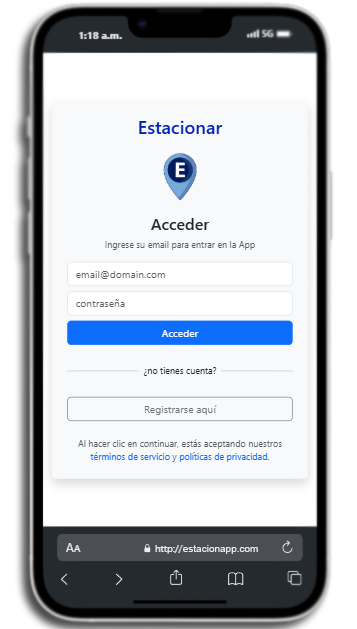 1:18 a.m.
5G
Estacionar
E
Acceder
Ingrese su email para entrar en la App
email@domain.com
contraseña
Acceder
¿no tienes cuenta?
Registrarse aquí
Al hacer clic en continuar, estás aceptando nuestros
términos de servicio y políticas de privacidad.
AA
http://estacionapp.com